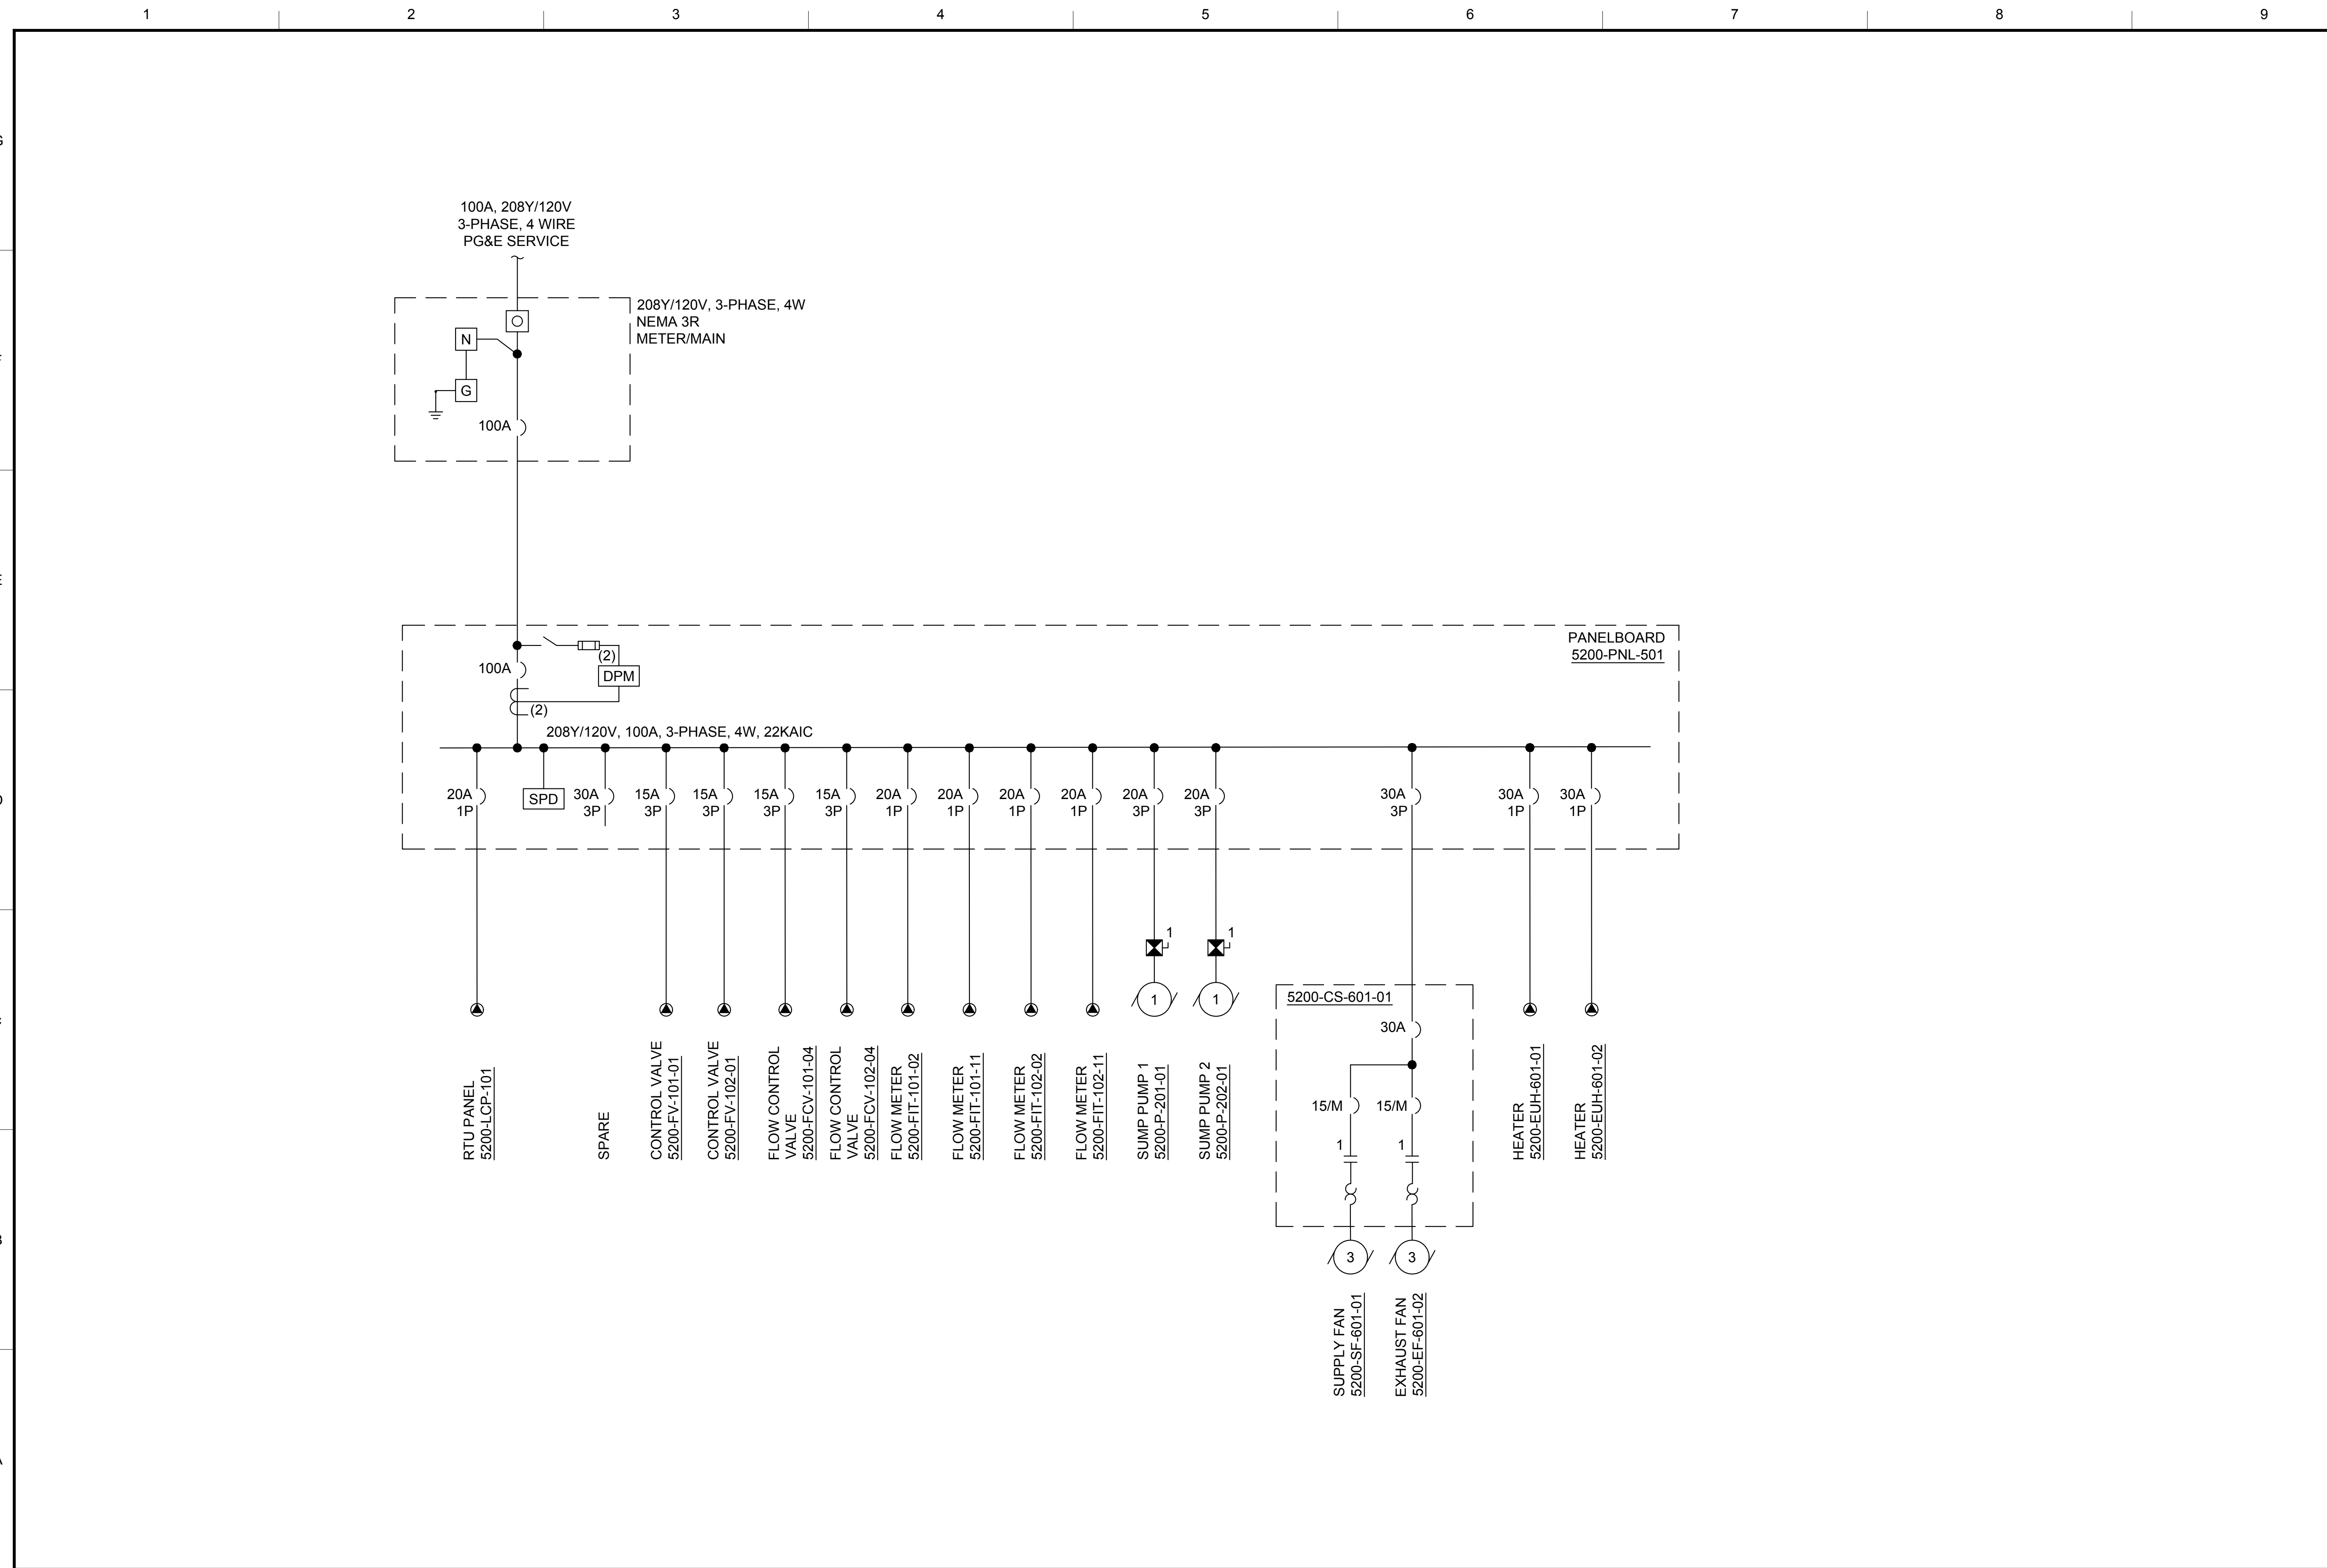 1 2 3 4 5 6 7 8 9
100A, 208Y/120V
3-PHASE, 4 WIRE
PG&E SERVICE
208Y/120V, 3-PHASE, 4W
NEMA 3R
METER/MAIN
N
G
100A
PANELBOARD
5200-PNL-501
100A
(2)
DPM
(2)
208Y/120V, 100A, 3-PHASE, 4W, 22KAIC
20A
1P
SPD
30A
3P
15A
3P
15A
3P
15A
3P
15A
3P
20A
1P
20A
1P
20A
1P
20A
1P
20A
3P
20A
3P
30A
3P
30A
1P
30A
1P
1
1
1
1
5200-CS-601-01
30A
15/M
15/M
1
1
3
3
RTU PANEL
5200-LCP-101
SPARE
CONTROL VALVE
5200-FV-101-01
CONTROL VALVE
5200-FV-102-01
FLOW CONTROL
VALVE
5200-FCV-101-04
FLOW CONTROL
VALVE
5200-FCV-102-04
FLOW METER
5200-FIT-101-02
FLOW METER
5200-FIT-101-11
FLOW METER
5200-FIT-102-02
FLOW METER
5200-FIT-102-11
SUMP PUMP 1
5200-P-201-01
SUMP PUMP 2
5200-P-202-01
HEATER
5200-EUH-601-01
HEATER
5200-EUH-601-02
SUPPLY FAN
5200-SF-601-01
EXHAUST FAN
5200-EF-601-02